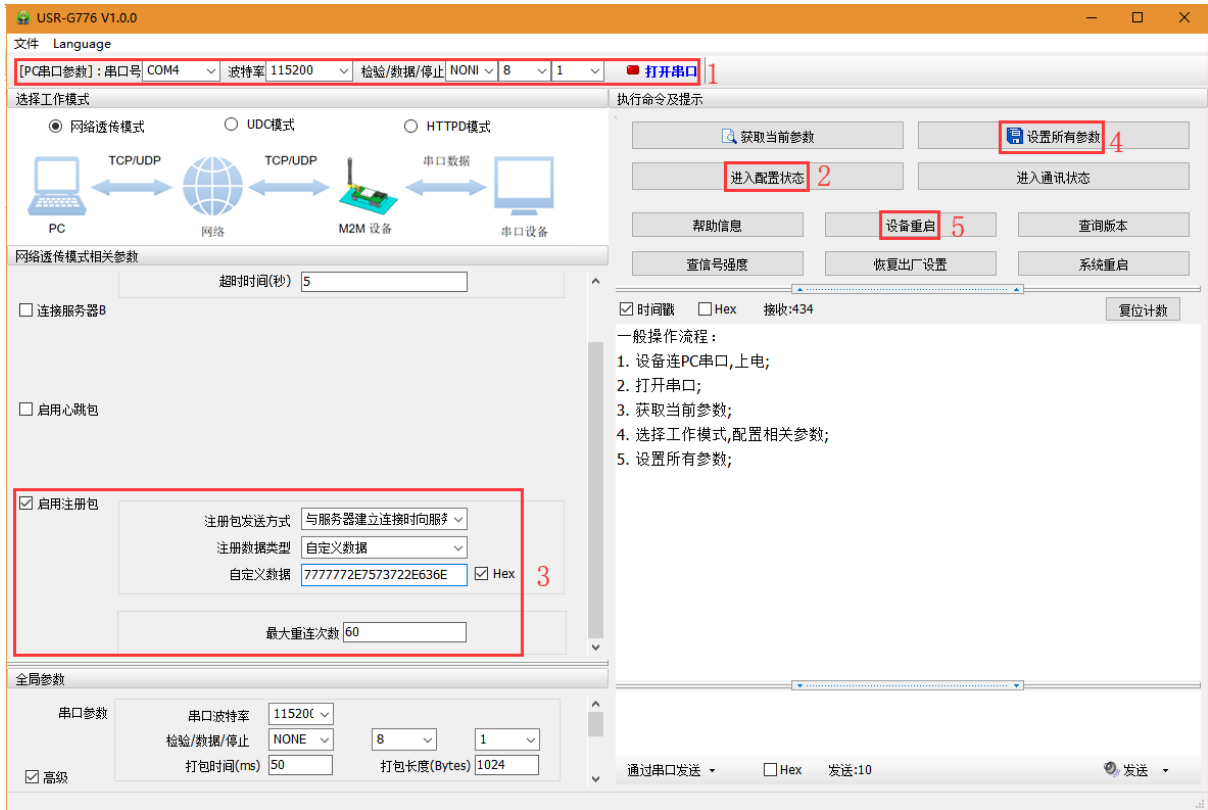 USR-G776 V1.0.0
文件 Language
[PC串口参数]：串口号 COM4 波特率 115200 检验/数据/停止 NONI 8 1 打开串口 1
选择工作模式
网络透传模式 UDC模式 HTTPD模式
TCP/UDP TCP/UDP 串口数据
PC 网络 M2M 设备 串口设备
网络透传模式相关参数
超时时间(秒) 5
连接服务器B
启用心跳包
启用注册包
注册包发送方式 与服务器建立连接时向服务
注册数据类型 自定义数据
自定义数据 7777772E7573722E636E Hex 3
最大重连次数 60
全局参数
串口参数 串口波特率 115200
检验/数据/停止 NONE 8 1
打包时间(ms) 50 打包长度(Bytes) 1024
高级
执行命令及提示
获取当前参数 设置所有参数 4
进入配置状态 2 进入通讯状态
帮助信息 设备重启 5 查询版本
查信号强度 恢复出厂设置 系统重启
时间戳 Hex 接收:434 复位计数
一般操作流程：
1. 设备连PC串口,上电;
2. 打开串口;
3. 获取当前参数;
4. 选择工作模式,配置相关参数;
5. 设置所有参数;
通过串口发送 Hex 发送:10 发送